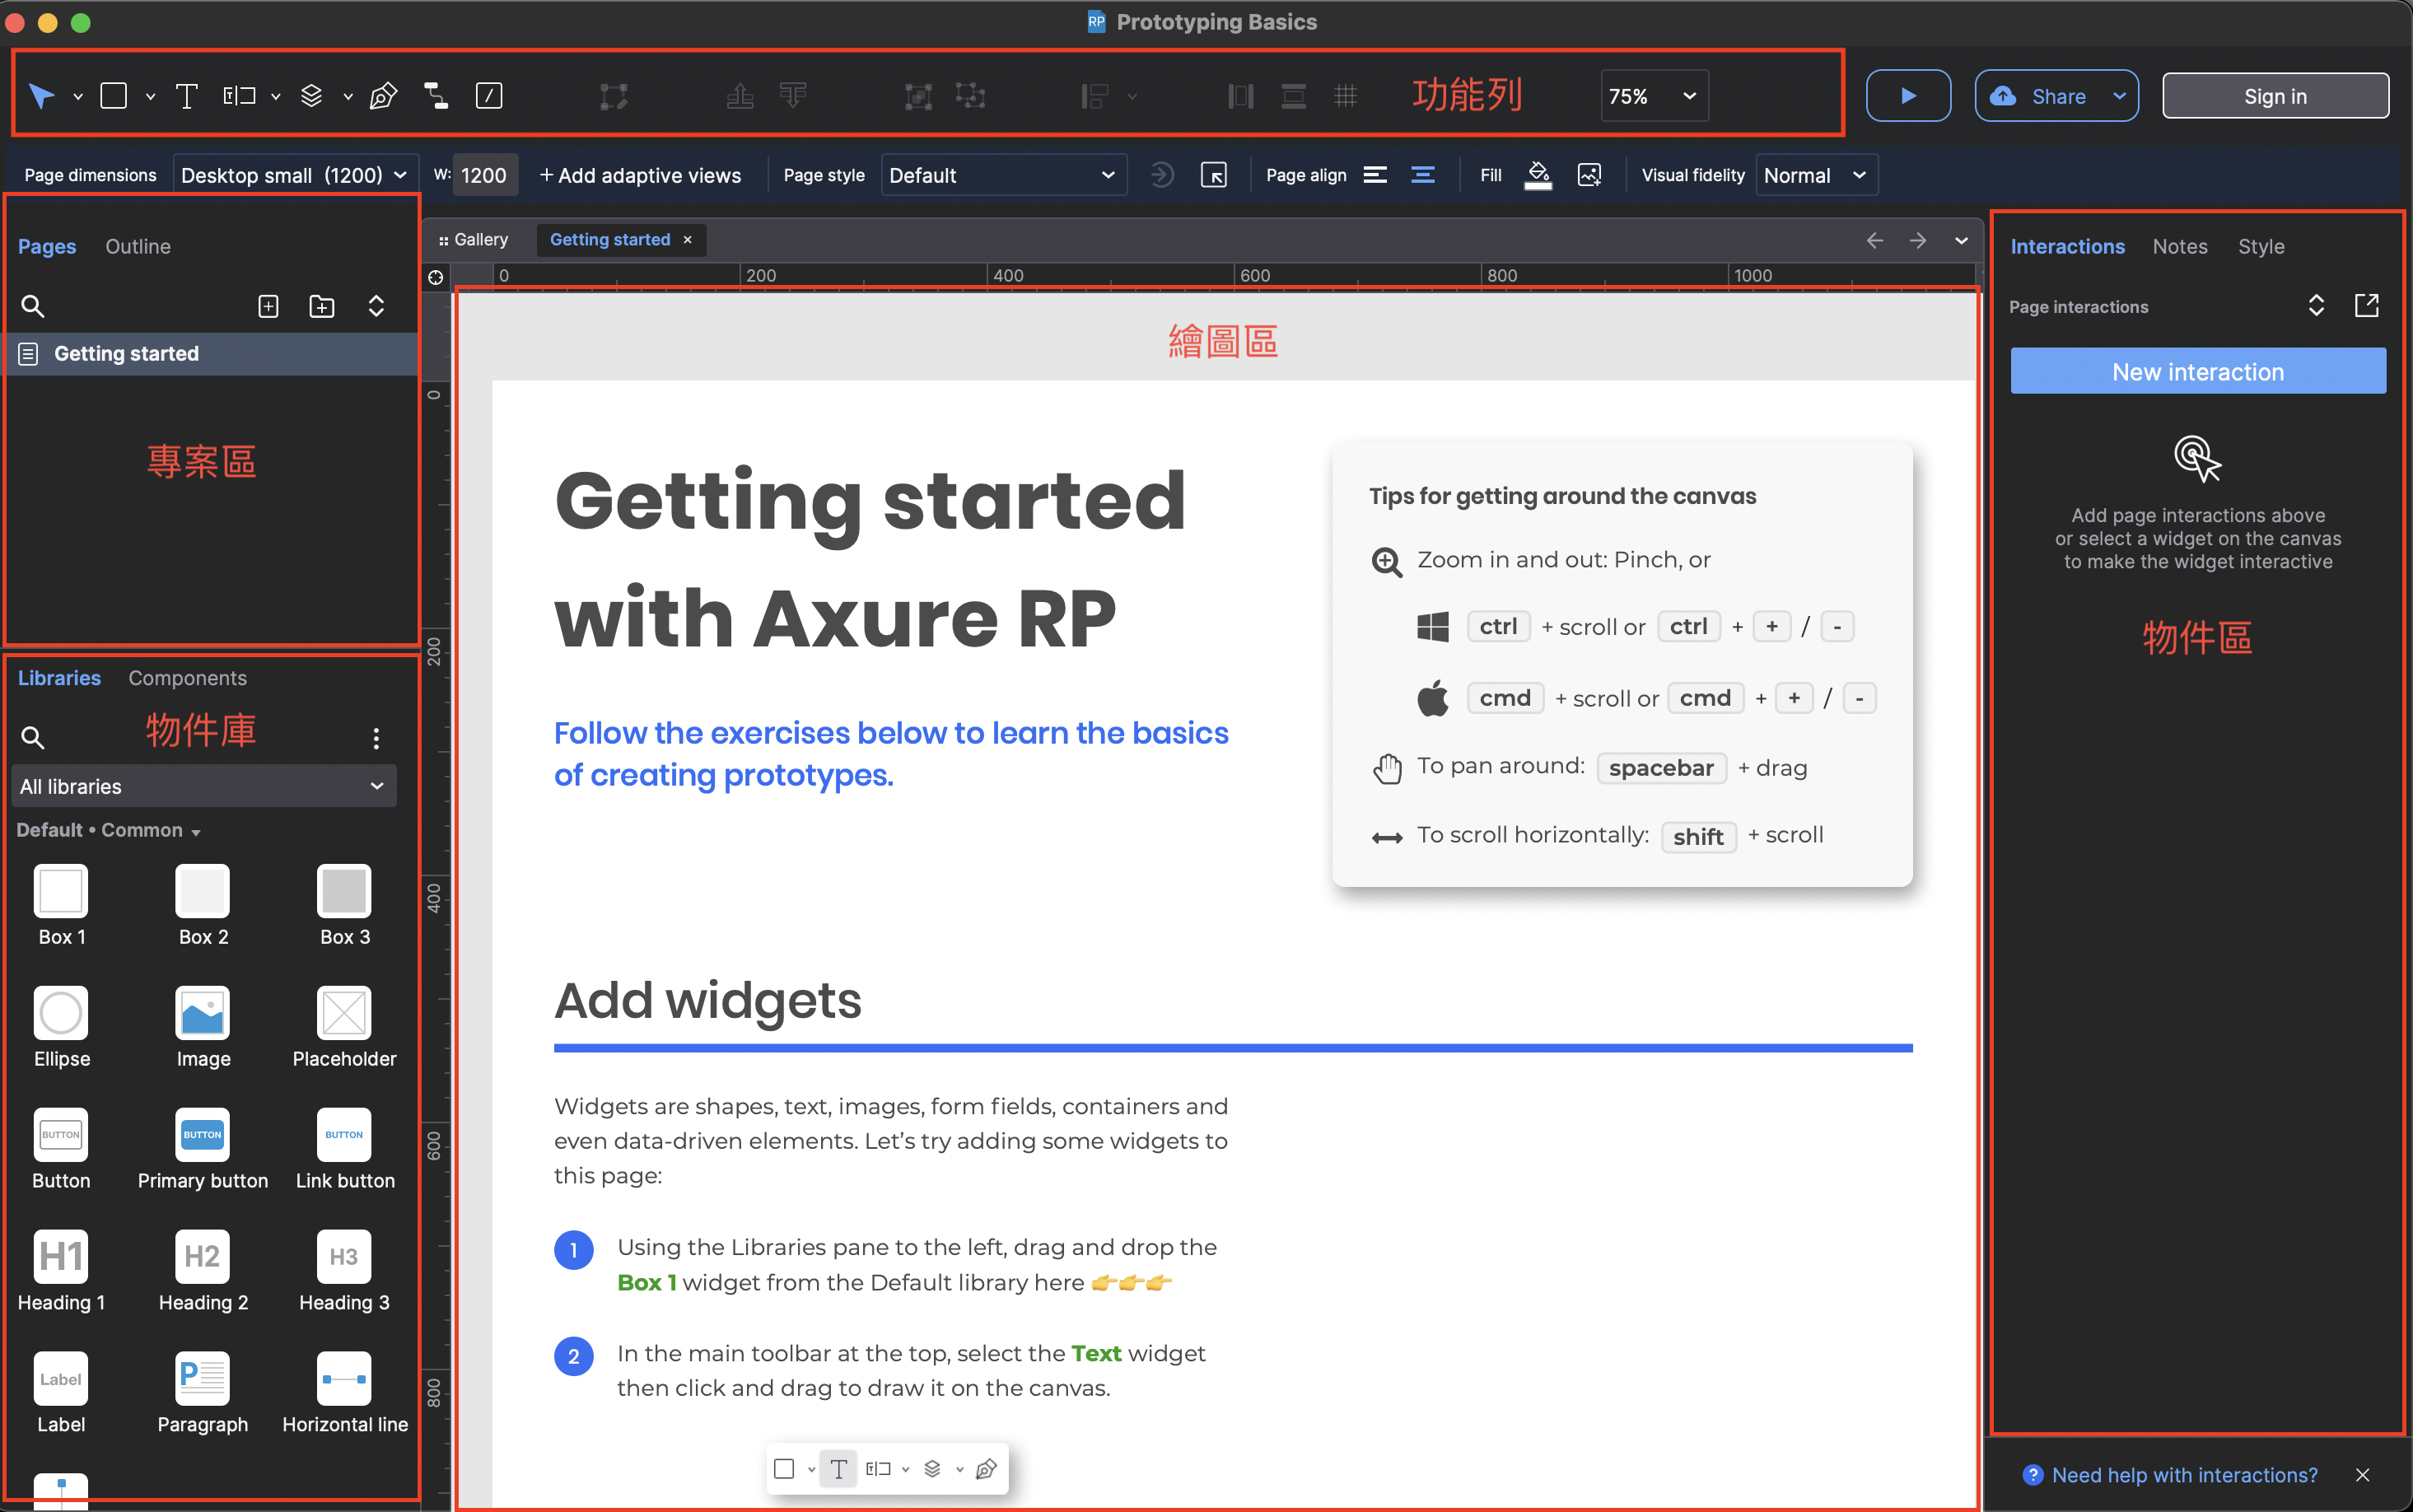 RP Prototyping Basics
功能列
75%
Share
Sign in
Page dimensions
Desktop small (1200)
W: 1200
+ Add adaptive views
Page style
Default
Page align
Fill
Visual fidelity
Normal
Pages Outline
Getting started
專案區
Libraries Components
物件庫
All libraries
Default • Common
Box 1 Box 2 Box 3
Ellipse Image Placeholder
BUTTON BUTTON BUTTON
Button Primary button Link button
H1 H2 H3
Heading 1 Heading 2 Heading 3
Label P
Label Paragraph Horizontal line
Gallery
Getting started ×
0 200 400 600 800 1000
0
200
400
600
800
繪圖區
Getting started
with Axure RP
Follow the exercises below to learn the basics
of creating prototypes.
Tips for getting around the canvas
Zoom in and out: Pinch, or
ctrl + scroll or ctrl + + / -
cmd + scroll or cmd + + / -
To pan around: spacebar + drag
To scroll horizontally: shift + scroll
Add widgets
Widgets are shapes, text, images, form fields, containers and
even data-driven elements. Let’s try adding some widgets to
this page:
1 Using the Libraries pane to the left, drag and drop the
Box 1 widget from the Default library here 👉👉👉
2 In the main toolbar at the top, select the Text widget
then click and drag to draw it on the canvas.
Interactions Notes Style
Page interactions
New interaction
Add page interactions above
or select a widget on the canvas
to make the widget interactive
物件區
? Need help with interactions? ×